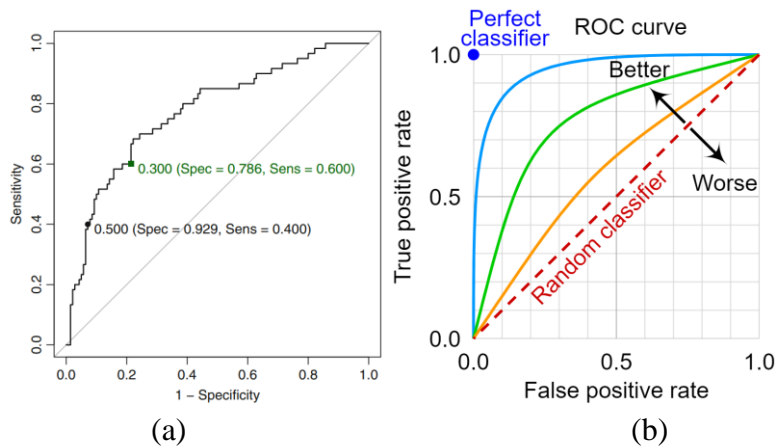 1.0
0.8
0.6
0.4
0.2
0.0
Sensitivity
0.300 (Spec = 0.786, Sens = 0.600)
0.500 (Spec = 0.929, Sens = 0.400)
0.0 0.2 0.4 0.6 0.8 1.0
1 − Specificity
(a)
Perfect
classifier
ROC curve
1.0
0.5
0.0
True positive rate
Better
Worse
Random classifier
0.0 0.5 1.0
False positive rate
(b)